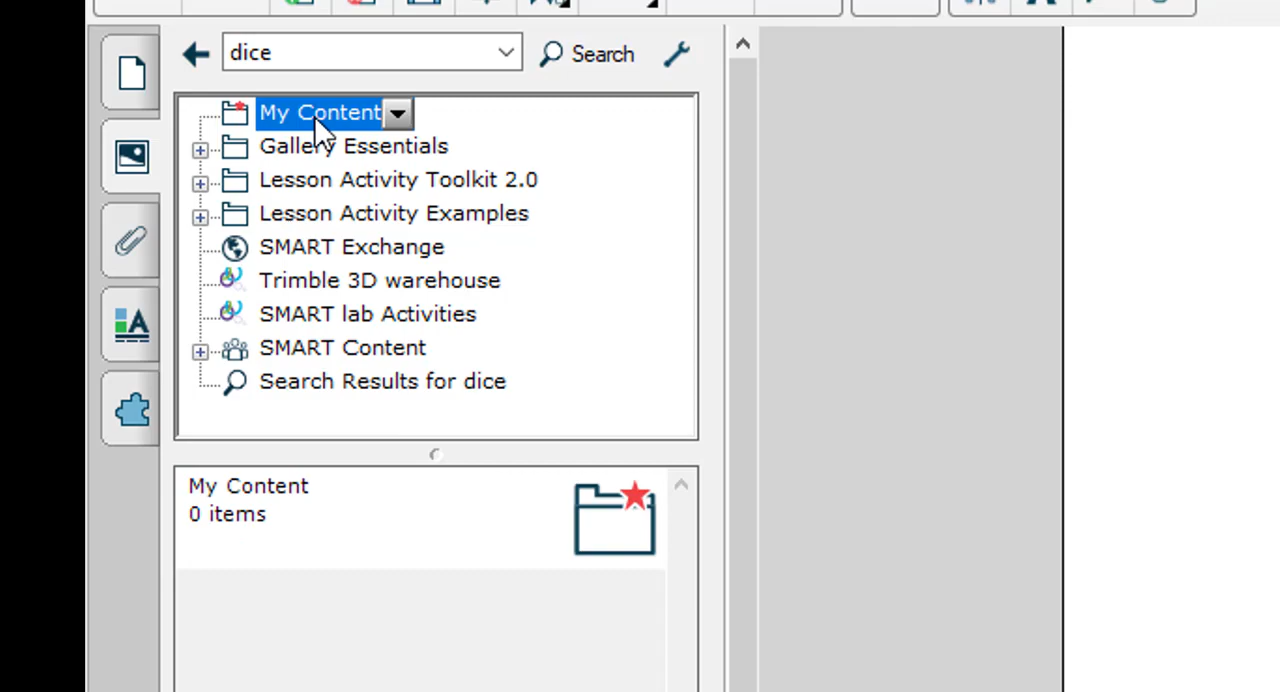 dice
Search
My Content
Gallery Essentials
Lesson Activity Toolkit 2.0
Lesson Activity Examples
SMART Exchange
Trimble 3D warehouse
SMART lab Activities
SMART Content
Search Results for dice
My Content
0 items